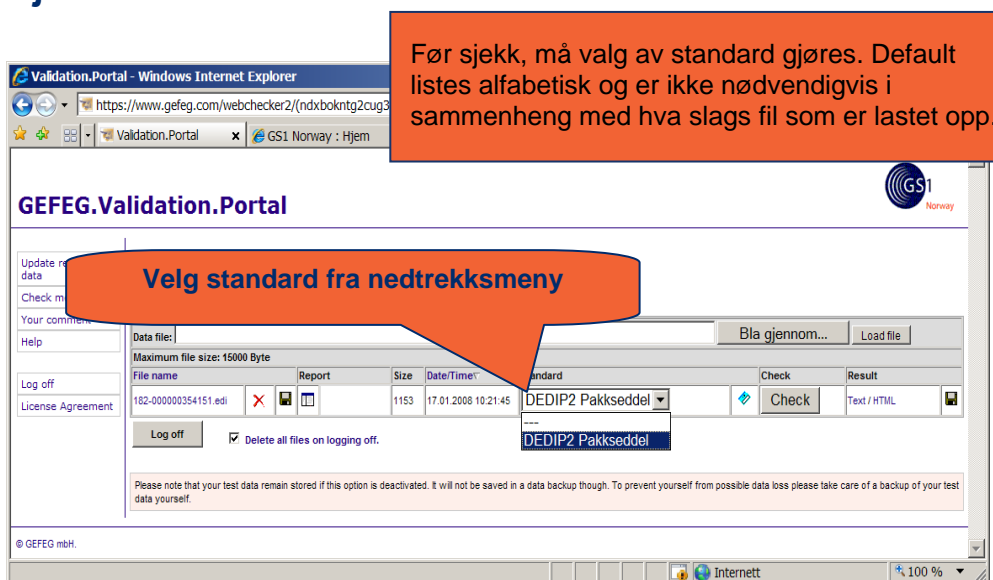 Før sjekk, må valg av standard gjøres. Default
listes alfabetisk og er ikke nødvendigvis i
sammenheng med hva slags fil som er lastet opp.
Validation.Portal - Windows Internet Explorer
https://www.gefeg.com/webchecker2/(ndxbokntg2cug3
Validation.Portal x GS1 Norway : Hjem
GEFEG.Validation.Portal
GS1
Norway
Update
data
Check
Your comment
Help
Log off
License Agreement
Velg standard fra nedtrekksmeny
Data file: Bla gjennom... Load file
Maximum file size: 15000 Byte
File name Report Size Date/Time Check Result
182-000000354151.edi 1153 17.01.2008 10:21:45 DEDIP2 Pakkseddel Check Text / HTML
---
DEDIP2 Pakkseddel
Log off Delete all files on logging off.
Please note that your test data remain stored if this option is deactivated. It will not be saved in a data backup though. To prevent yourself from possible data loss please take care of a backup of your test
data yourself.
© GEFEG mbH.
Internett 100 %